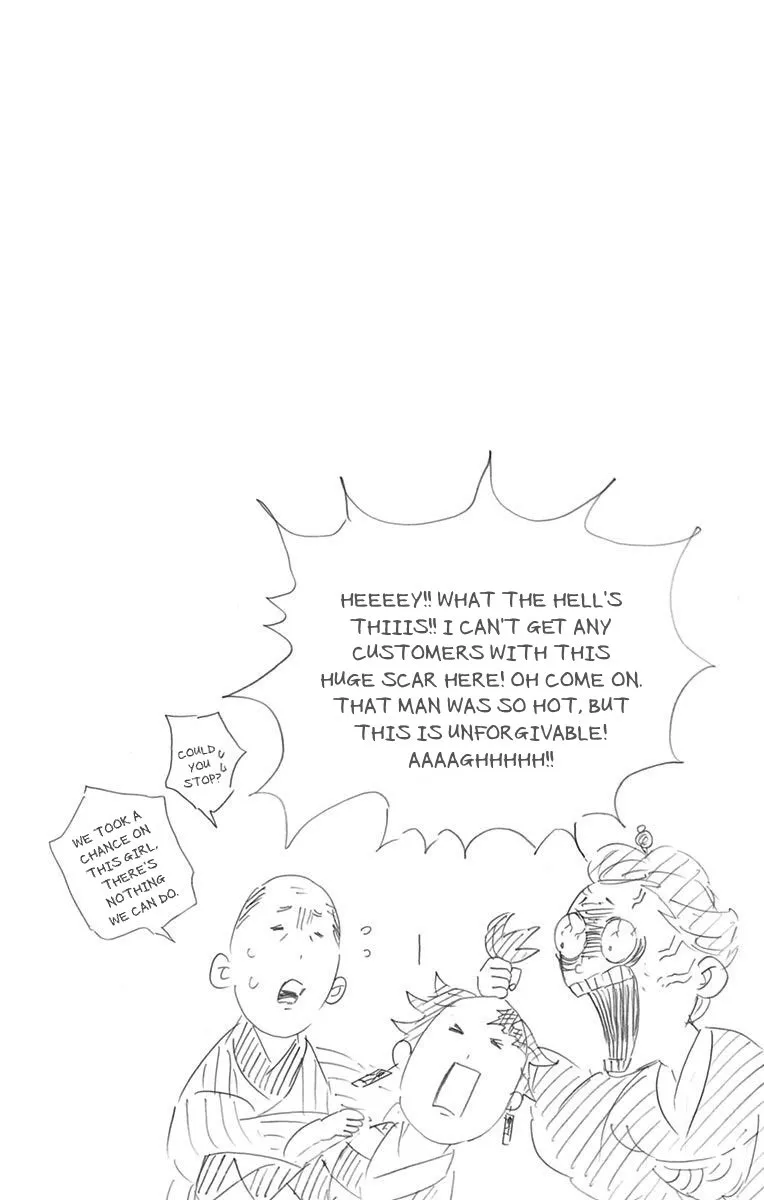 HEEEEY!! WHAT THE HELL'S
THIIIS!! I CAN'T GET ANY
CUSTOMERS WITH THIS
HUGE SCAR HERE! OH COME ON.
THAT MAN WAS SO HOT, BUT
THIS IS UNFORGIVABLE!
AAAAGHHHHH!!
COULD
YOU
STOP?
WE TOOK A
CHANCE ON
THIS GIRL,
THERE'S
NOTHING
WE CAN DO.